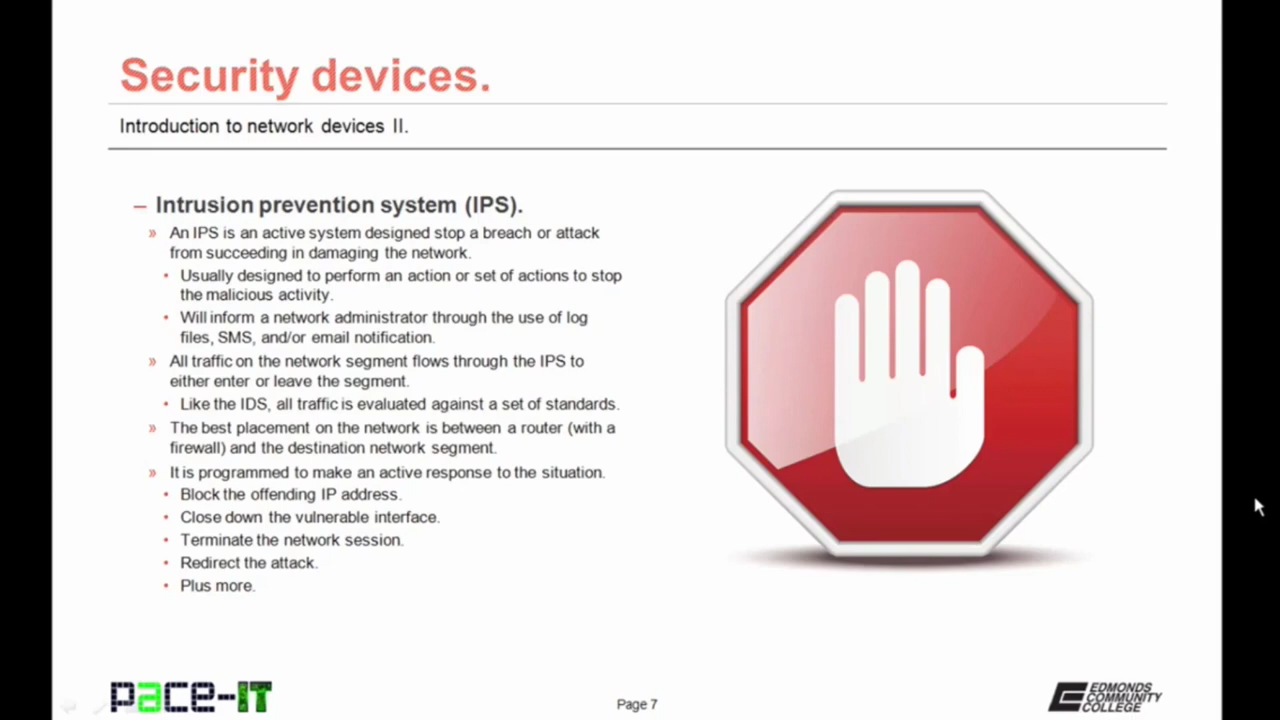 Security devices.
Introduction to network devices II.
– Intrusion prevention system (IPS).
» An IPS is an active system designed stop a breach or attack
from succeeding in damaging the network.
• Usually designed to perform an action or set of actions to stop
the malicious activity.
• Will inform a network administrator through the use of log
files, SMS, and/or email notification.
» All traffic on the network segment flows through the IPS to
either enter or leave the segment.
• Like the IDS, all traffic is evaluated against a set of standards.
» The best placement on the network is between a router (with a
firewall) and the destination network segment.
» It is programmed to make an active response to the situation.
• Block the offending IP address.
• Close down the vulnerable interface.
• Terminate the network session.
• Redirect the attack.
• Plus more.
pace-IT
Page 7
EDMONDS
COMMUNITY
COLLEGE